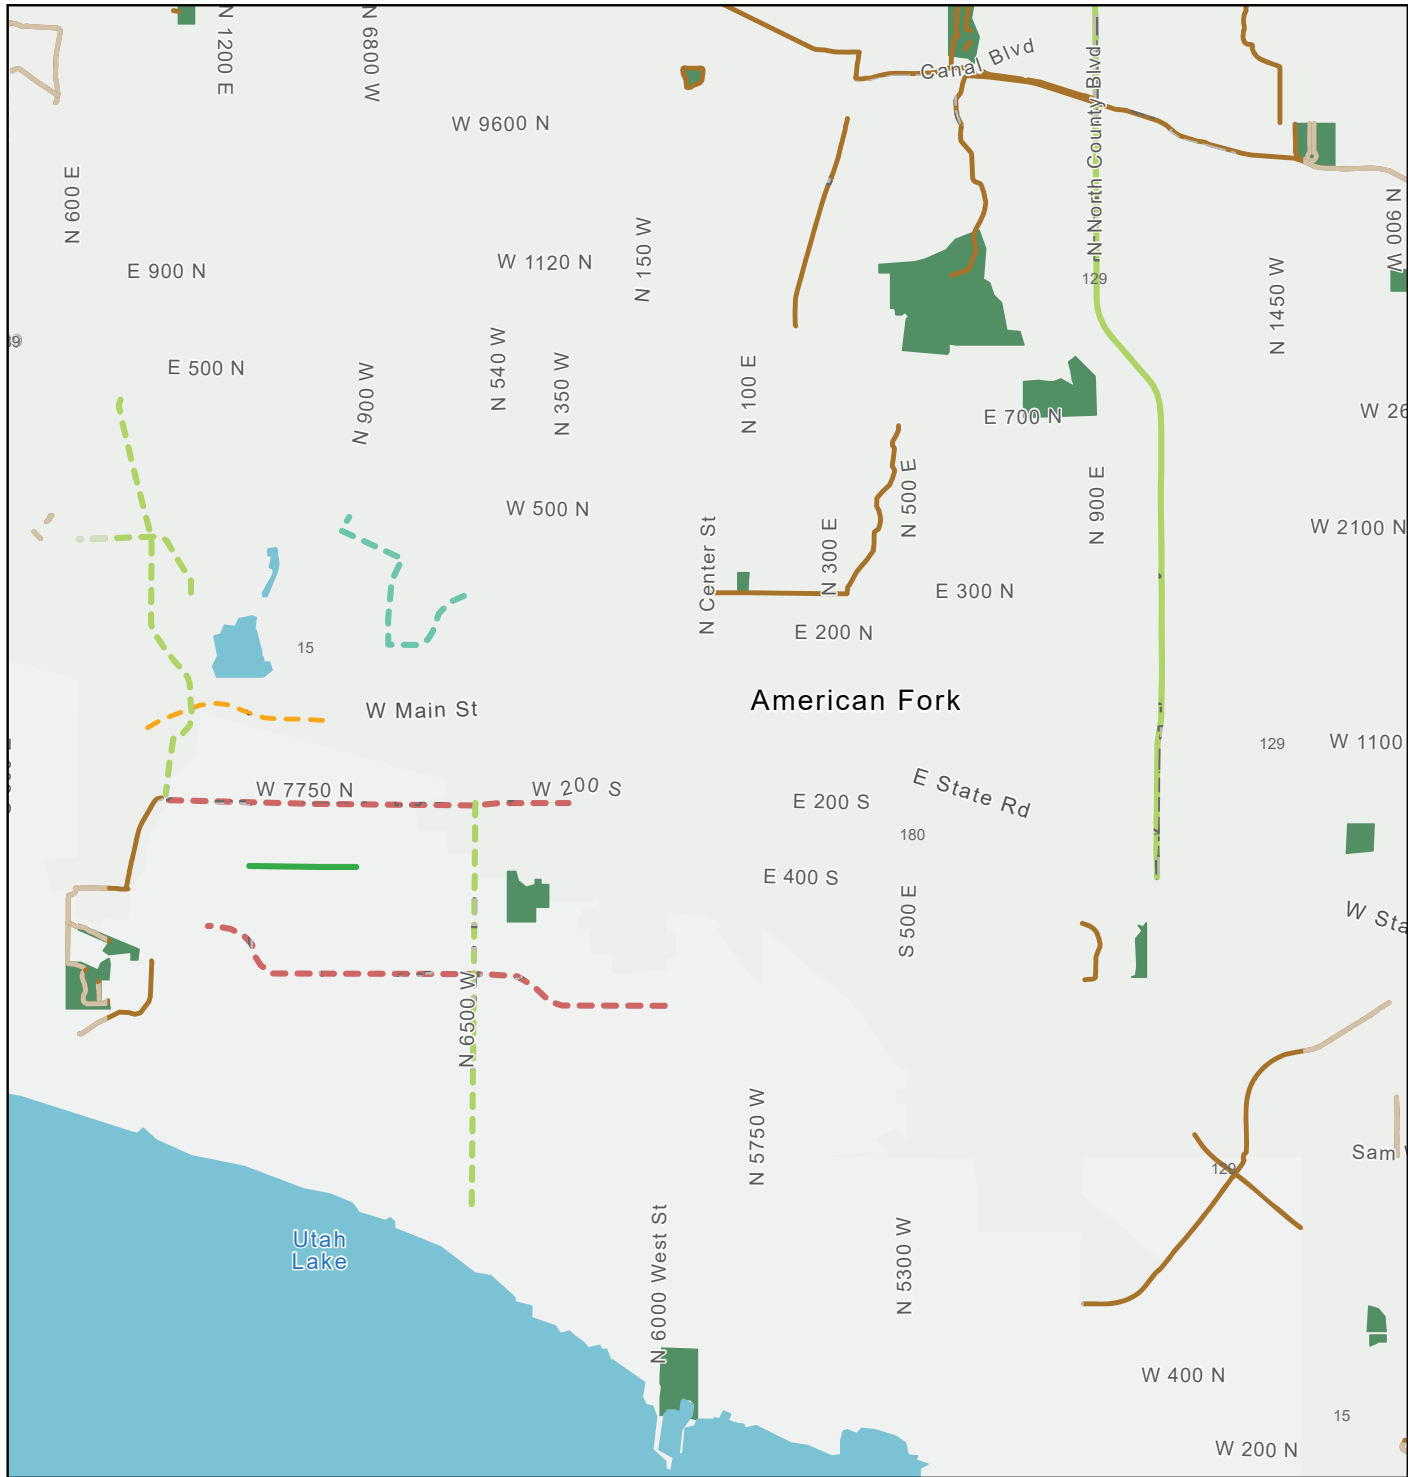 N 1200 E
N 6800 W
Canal Blvd
N North County Blvd
W 9600 N
N 600 E
N 900 W
E 900 N
W 1120 N
N 150 W
129
N 1450 W
E 500 N
N 900 W
N 540 W
N 350 W
N 100 E
E 700 N
W 26
W 500 N
N Center St
N 300 E
N 500 E
N 900 E
W 2100 N
E 300 N
E 200 N
15
W Main St
American Fork
129
W 1100
W 7750 N
W 200 S
E 200 S
E State Rd
180
E 400 S
S 500 E
W Sta
N 6500 W
N 5750 W
Sam
129
Utah
Lake
N 6000 West St
N 5300 W
W 400 N
15
W 200 N